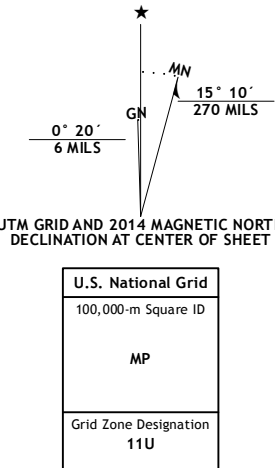 MN
GN
15° 10´
270 MILS
0° 20´
6 MILS
UTM GRID AND 2014 MAGNETIC NORTH
DECLINATION AT CENTER OF SHEET
U.S. National Grid
100,000-m Square ID
MP
Grid Zone Designation
11U